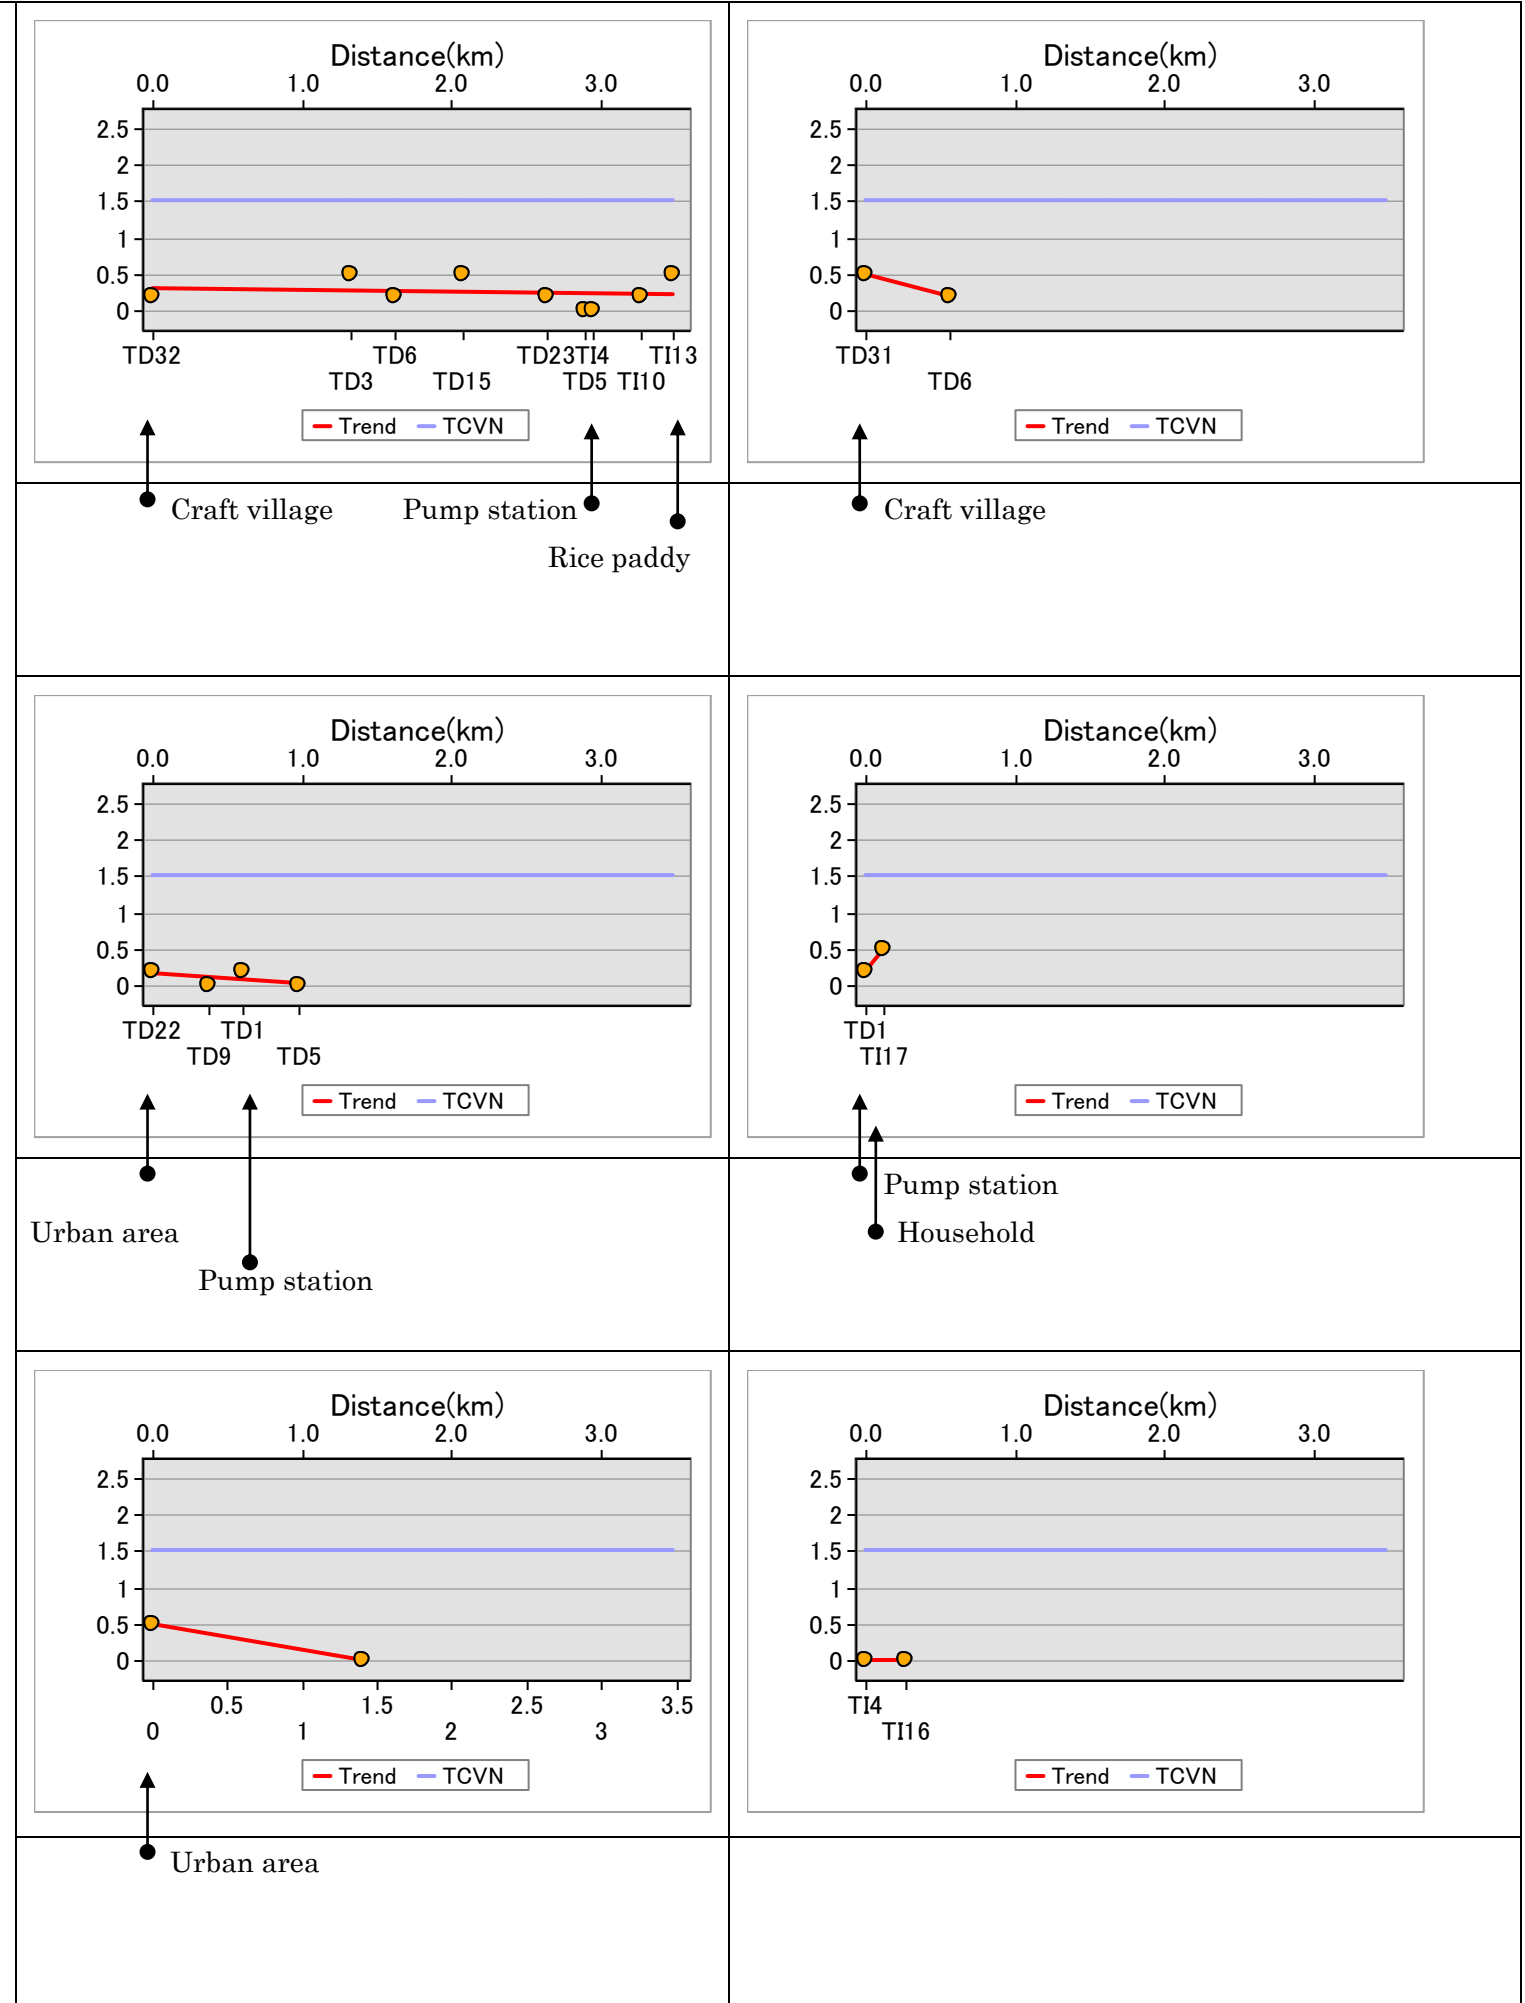 Distance(km)
0.0 1.0 2.0 3.0
2.5
2
1.5
1
0.5
0
TD32 TD6 TD23 TI4 TI13
TD3 TD15 TD5 TI10
Trend TCVN
Craft village Pump station
Rice paddy
Distance(km)
0.0 1.0 2.0 3.0
2.5
2
1.5
1
0.5
0
TD31
TD6
Trend TCVN
Craft village
Distance(km)
0.0 1.0 2.0 3.0
2.5
2
1.5
1
0.5
0
TD22 TD1
TD9 TD5
Trend TCVN
Urban area
Pump station
Distance(km)
0.0 1.0 2.0 3.0
2.5
2
1.5
1
0.5
0
TD1
TI17
Trend TCVN
Pump station
Household
Distance(km)
0.0 1.0 2.0 3.0
2.5
2
1.5
1
0.5
0
0.5 1.5 2.5 3.5
0 1 2 3
Trend TCVN
Urban area
Distance(km)
0.0 1.0 2.0 3.0
2.5
2
1.5
1
0.5
0
TI4
TI16
Trend TCVN